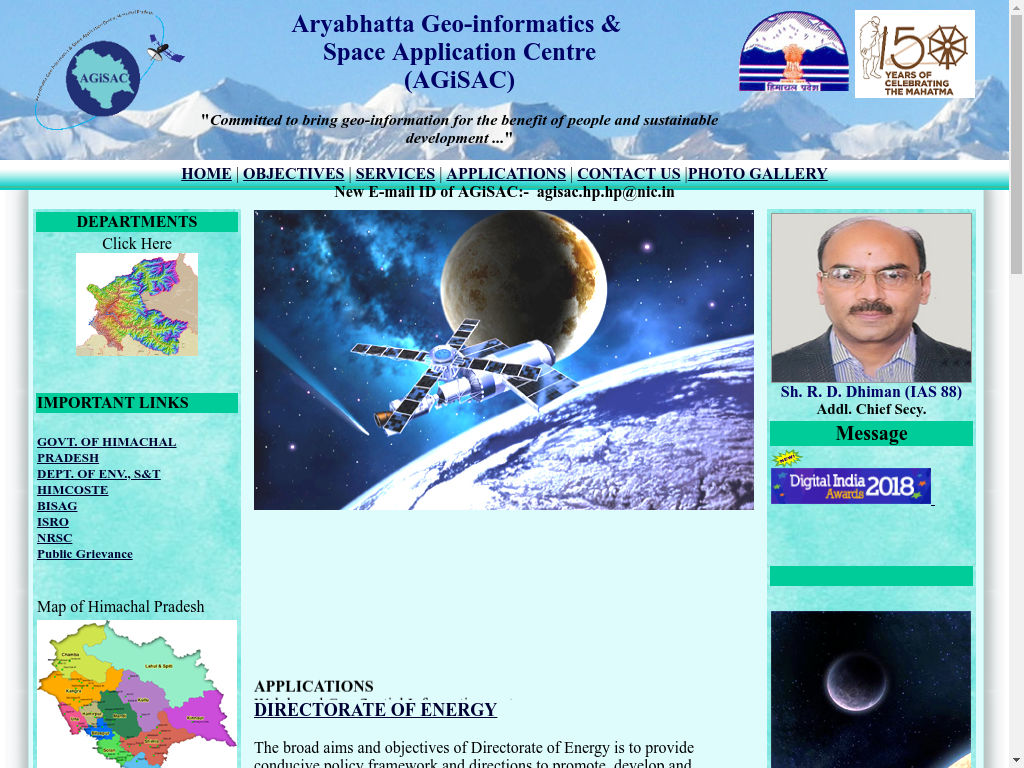 Aryabhatta Geo-informatics &
Space Application Centre
(AGiSAC)
"Committed to bring geo-information for the benefit of people and sustainable
development ..."
AGiSAC
हिमाचल प्रदेश
150
YEARS OF
CELEBRATING
THE MAHATMA
HOME | OBJECTIVES | SERVICES | APPLICATIONS | CONTACT US |PHOTO GALLERY
New E-mail ID of AGiSAC:- agisac.hp.hp@nic.in
DEPARTMENTS
Click Here
IMPORTANT LINKS
GOVT. OF HIMACHAL
PRADESH
DEPT. OF ENV., S&T
HIMCOSTE
BISAG
ISRO
NRSC
Public Grievance
Map of Himachal Pradesh
Chamba
Lahul & Spiti
Kangra
Kullu
Mandi
Hamirpur
Una
Bilaspur
Kinnaur
Shimla
Solan
APPLICATIONS
DIRECTORATE OF ENERGY
The broad aims and objectives of Directorate of Energy is to provide
conducive policy framework and directions to promote, develop and
Sh. R. D. Dhiman (IAS 88)
Addl. Chief Secy.
Message
NEW!
Digital India
Awards 2018